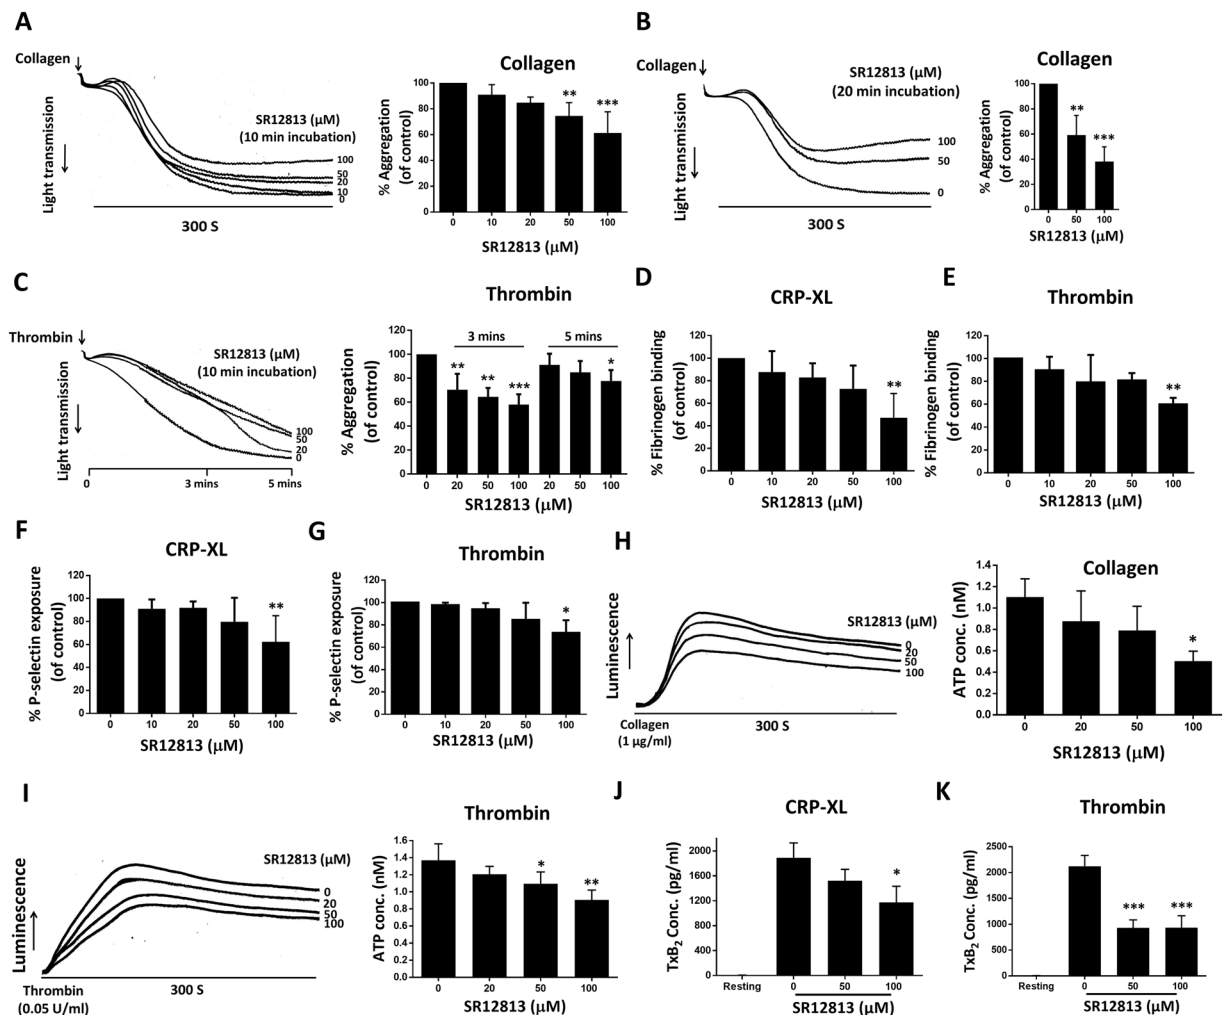 A
Collagen
SR12813 (µM)
(10 min incubation)
100
50
20
10
0
Light transmission
300 S
Collagen
% Aggregation
(of control)
100
80
60
40
20
0
**
***
0 10 20 50 100
SR12813 (µM)
B
Collagen
SR12813 (µM)
(20 min incubation)
100
50
0
Light transmission
300 S
Collagen
% Aggregation
(of control)
100
80
60
40
20
0
**
***
0 50 100
SR12813 (µM)
C
Thrombin
SR12813 (µM)
(10 min incubation)
100
50
20
0
Light transmission
0 3 mins 5 mins
Thrombin
3 mins 5 mins
% Aggregation
(of control)
120
100
80
60
40
20
0
** ** *** *
0 20 50 100 20 50 100
SR12813 (µM)
D
CRP-XL
% Fibrinogen binding
(of control)
120
100
80
60
40
20
0
**
0 10 20 50 100
SR12813 (µM)
E
Thrombin
% Fibrinogen binding
(of control)
120
100
80
60
40
20
0
**
0 10 20 50 100
SR12813 (µM)
F
CRP-XL
% P-selectin exposure
(of control)
120
100
80
60
40
20
0
**
0 10 20 50 100
SR12813 (µM)
G
Thrombin
% P-selectin exposure
(of control)
120
100
80
60
40
20
0
*
0 10 20 50 100
SR12813 (µM)
H
Luminescence
SR12813 (µM)
0
20
50
100
Collagen
(1 µg/ml)
300 S
Collagen
ATP conc. (nM)
1.4
1.2
1.0
0.8
0.6
0.4
0.2
0.0
*
0 20 50 100
SR12813 (µM)
I
Luminescence
SR12813 (µM)
0
20
50
100
Thrombin
(0.05 U/ml)
300 S
Thrombin
ATP conc. (nM)
1.6
1.4
1.2
1.0
0.8
0.6
0.4
0.2
0.0
*
**
0 20 50 100
SR12813 (µM)
J
CRP-XL
TxB2 Conc. (pg/ml)
2000
1600
1200
800
400
0
*
Resting 0 50 100
SR12813 (µM)
K
Thrombin
TxB2 Conc. (pg/ml)
2500
2000
1500
1000
500
0
*** ***
Resting 0 50 100
SR12813 (µM)